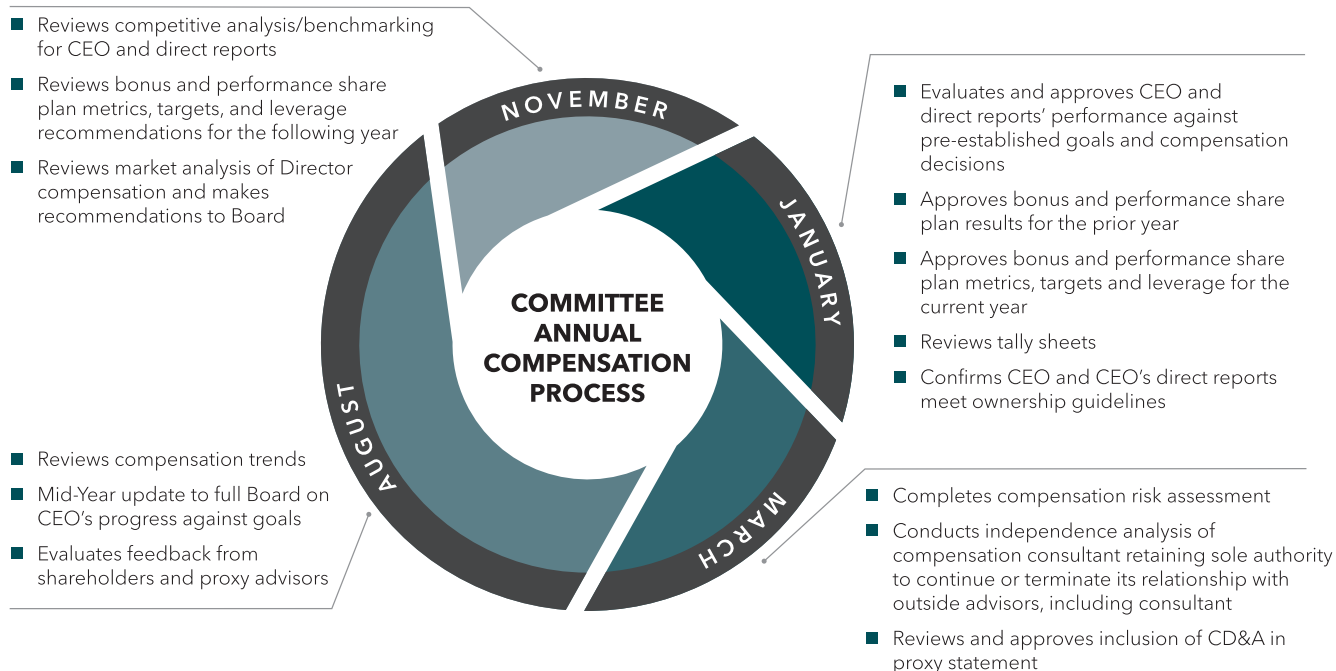 Reviews competitive analysis/benchmarking
for CEO and direct reports
Reviews bonus and performance share
plan metrics, targets, and leverage
recommendations for the following year
Reviews market analysis of Director
compensation and makes
recommendations to Board
NOVEMBER
JANUARY
Evaluates and approves CEO and
direct reports’ performance against
pre-established goals and compensation
decisions
Approves bonus and performance share
plan results for the prior year
Approves bonus and performance share
plan metrics, targets and leverage for the
current year
Reviews tally sheets
Confirms CEO and CEO’s direct reports
meet ownership guidelines
COMMITTEE
ANNUAL
COMPENSATION
PROCESS
MARCH
Completes compensation risk assessment
Conducts independence analysis of
compensation consultant retaining sole authority
to continue or terminate its relationship with
outside advisors, including consultant
Reviews and approves inclusion of CD&A in
proxy statement
AUGUST
Reviews compensation trends
Mid-Year update to full Board on
CEO’s progress against goals
Evaluates feedback from
shareholders and proxy advisors